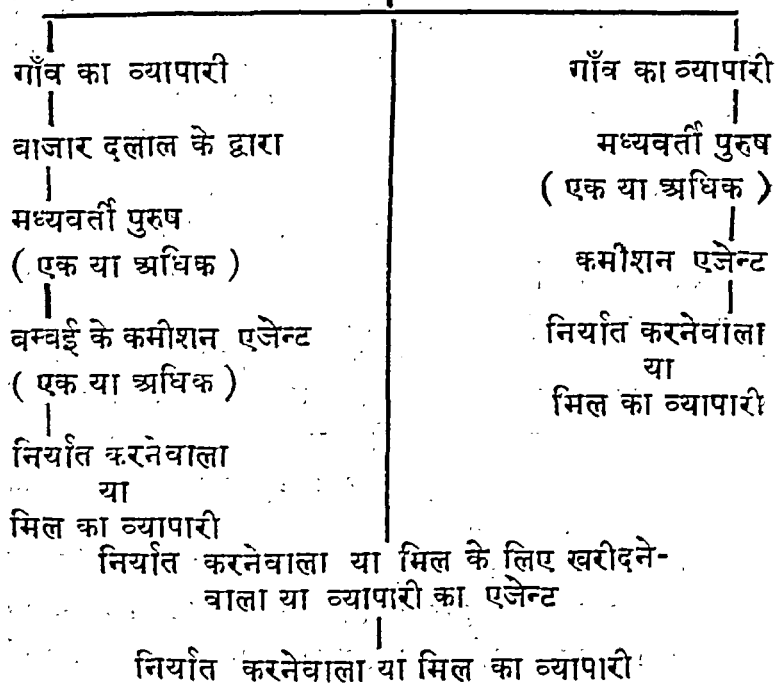 गाँव का व्यापारी
बाजार दलाल के द्वारा
मध्यवर्ती पुरुष
( एक या अधिक )
बम्बई के कमीशन एजेन्ट
( एक या अधिक )
निर्यात करनेवाला
या
मिल का व्यापारी
गाँव का व्यापारी
मध्यवर्ती पुरुष
( एक या अधिक )
कमीशन एजेन्ट
निर्यात करनेवाला
या
मिल का व्यापारी
निर्यात करनेवाला या मिल के लिए खरीदने-
वाला या व्यापारी का एजेन्ट
निर्यात करनेवाला या मिल का व्यापारी